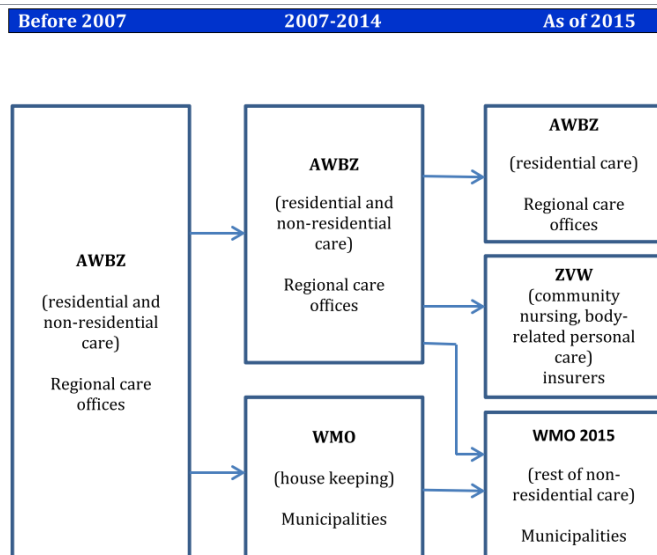 Before 2007
2007-2014
As of 2015
AWBZ
(residential and
non-residential
care)
Regional care
offices
AWBZ
(residential and
non-residential
care)
Regional care
offices
WMO
(house keeping)
Municipalities
AWBZ
(residential care)
Regional care
offices
ZVW
(community
nursing, body-
related personal
care)
insurers
WMO 2015
(rest of non-
residential care)
Municipalities